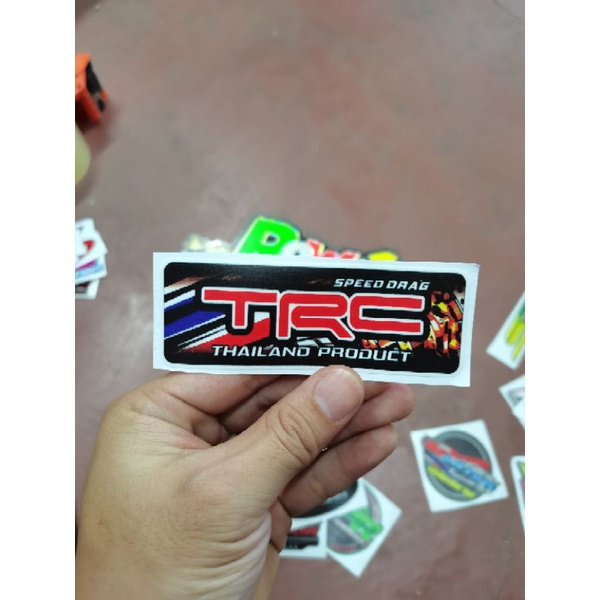 SPEED DRAG
TRC
THAILAND PRODUCT